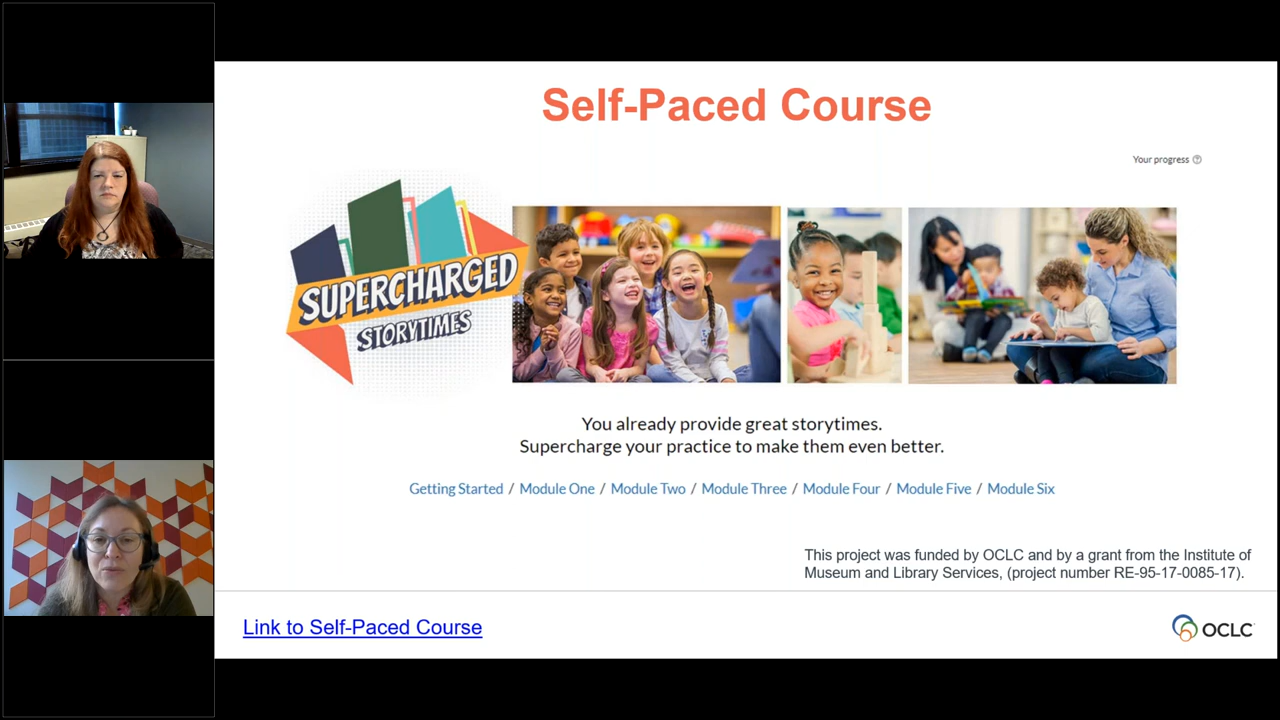 Self-Paced Course
Your progress
SUPERCHARGED
STORYTIMES
You already provide great storytimes.
Supercharge your practice to make them even better.
Getting Started / Module One / Module Two / Module Three / Module Four / Module Five / Module Six
This project was funded by OCLC and by a grant from the Institute of
Museum and Library Services, (project number RE-95-17-0085-17).
Link to Self-Paced Course
OCLC